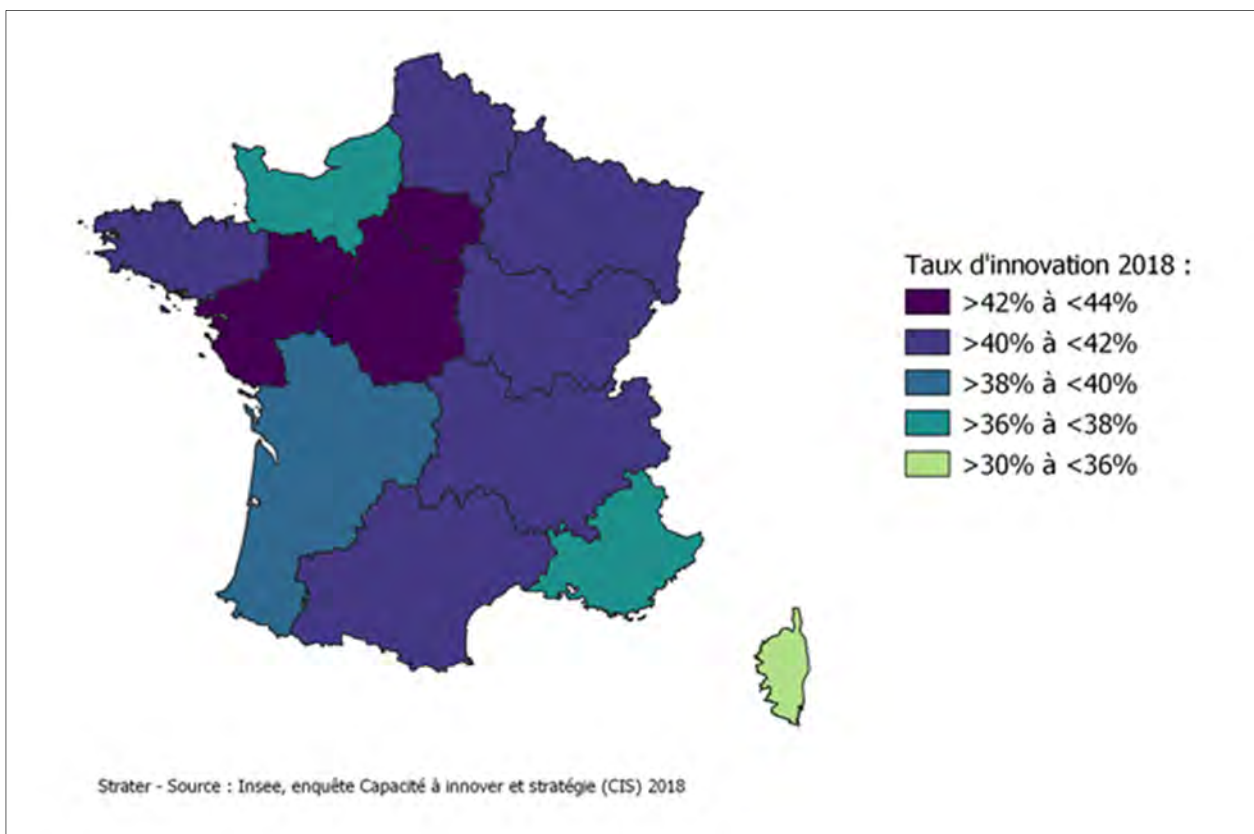 Taux d'innovation 2018 :
>42% à <44%
>40% à <42%
>38% à <40%
>36% à <38%
>30% à <36%
Strater - Source : Insee, enquête Capacité à innover et stratégie (CIS) 2018